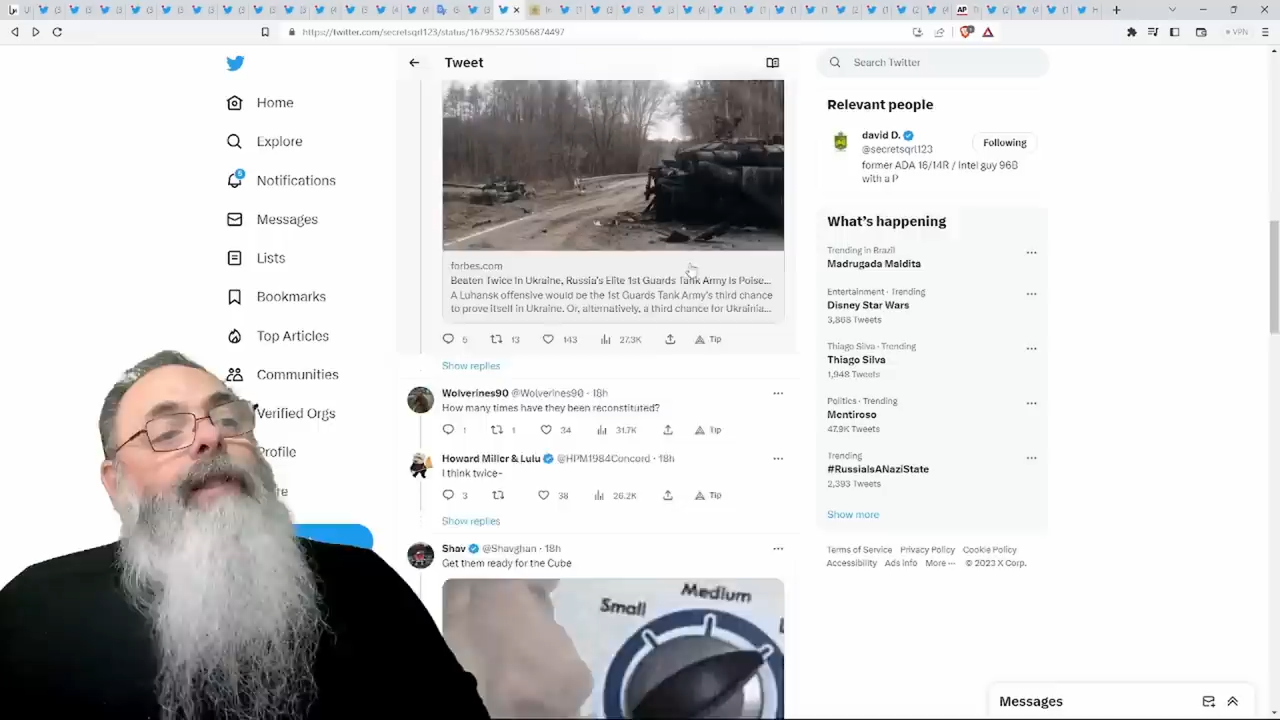 https://twitter.com/secretsqrl123/status/1679532753056874497
VPN
Home
Explore
Notifications
Messages
Lists
Bookmarks
Top Articles
Communities
Verified Orgs
Profile
Tweet
forbes.com
Beaten Twice In Ukraine, Russia's Elite 1st Guards Tank Army Is Poise...
A Luhansk offensive would be the 1st Guards Tank Army's third chance
to prove itself in Ukraine. Or, alternatively, a third chance for Ukrainia...
5 13 143 27.3K Tip
Show replies
Wolverines90 @Wolverines90 · 18h
How many times have they been reconstituted?
1 1 34 31.7K Tip
Howard Miller & Lulu @HPM1984Concord · 18h
I think twice-
3 38 26.2K Tip
Show replies
Shav @Shavghan · 18h
Get them ready for the Cube
Small
Medium
Search Twitter
Relevant people
david D.
@secretsqrl123
Following
former ADA 16/14R / Intel guy 96B
with a P
What's happening
Trending in Brazil
Madrugada Maldita
Entertainment · Trending
Disney Star Wars
3,868 Tweets
Thiago Silva · Trending
Thiago Silva
1,948 Tweets
Politics · Trending
Mentiroso
47.9K Tweets
Trending
#RussiaIsANaziState
2,393 Tweets
Show more
Terms of Service Privacy Policy Cookie Policy
Accessibility Ads info More ··· © 2023 X Corp.
Messages